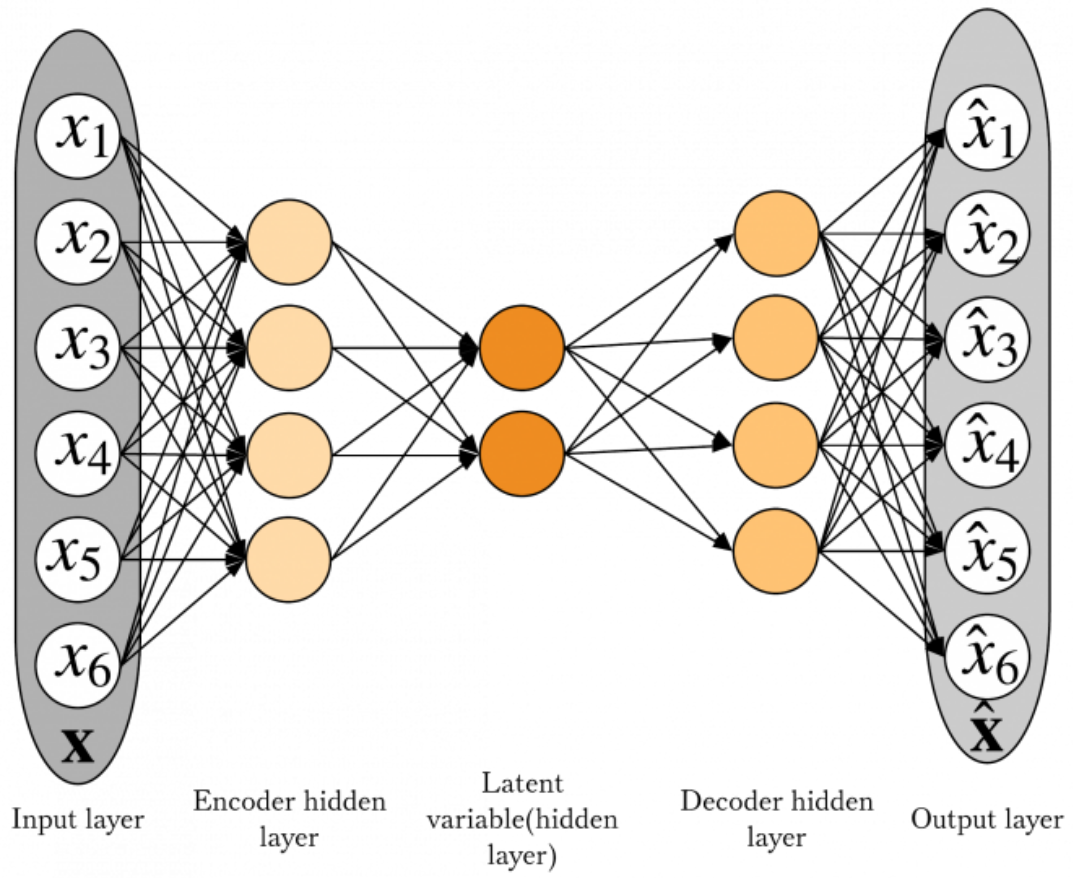 x1
x2
x3
x4
x5
x6
x
Input layer
Encoder hidden
layer
Latent
variable(hidden
layer)
Decoder hidden
layer
x̂1
x̂2
x̂3
x̂4
x̂5
x̂6
x̂
Output layer